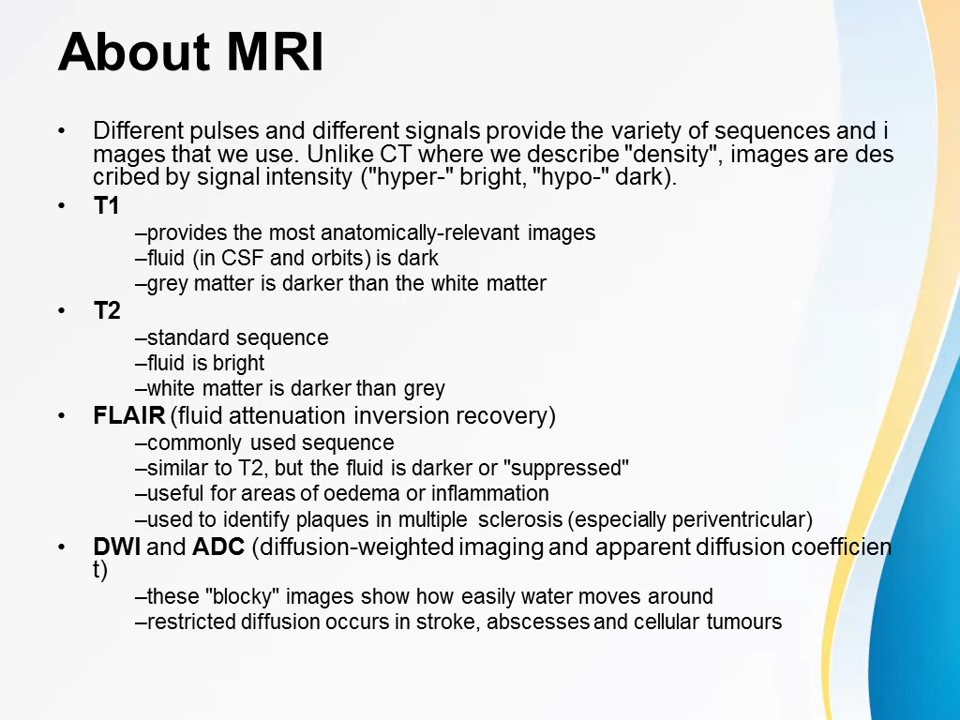 About MRI
• Different pulses and different signals provide the variety of sequences and i
mages that we use. Unlike CT where we describe "density", images are des
cribed by signal intensity ("hyper-" bright, "hypo-" dark).
• T1
–provides the most anatomically-relevant images
–fluid (in CSF and orbits) is dark
–grey matter is darker than the white matter
• T2
–standard sequence
–fluid is bright
–white matter is darker than grey
• FLAIR (fluid attenuation inversion recovery)
–commonly used sequence
–similar to T2, but the fluid is darker or "suppressed"
–useful for areas of oedema or inflammation
–used to identify plaques in multiple sclerosis (especially periventricular)
• DWI and ADC (diffusion-weighted imaging and apparent diffusion coefficien
t)
–these "blocky" images show how easily water moves around
–restricted diffusion occurs in stroke, abscesses and cellular tumours